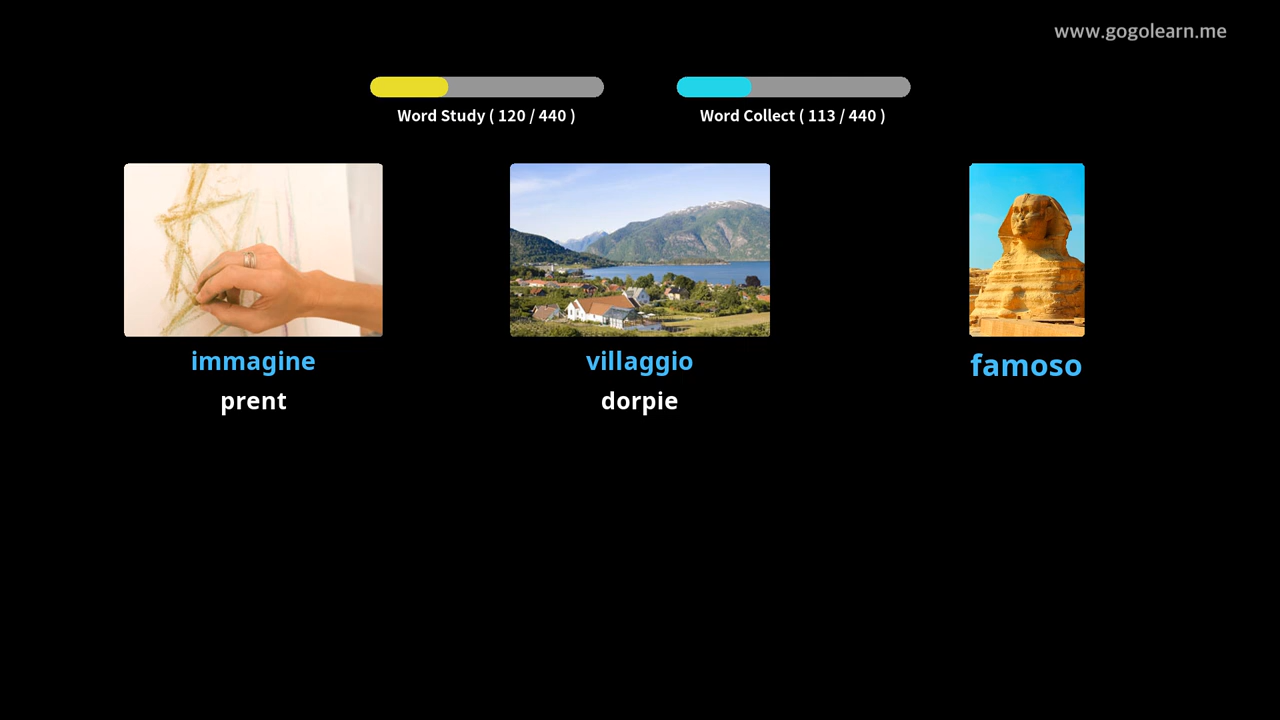 www.gogolearn.me
Word Study ( 120 / 440 )
Word Collect ( 113 / 440 )
immagine
prent
villaggio
dorpie
famoso